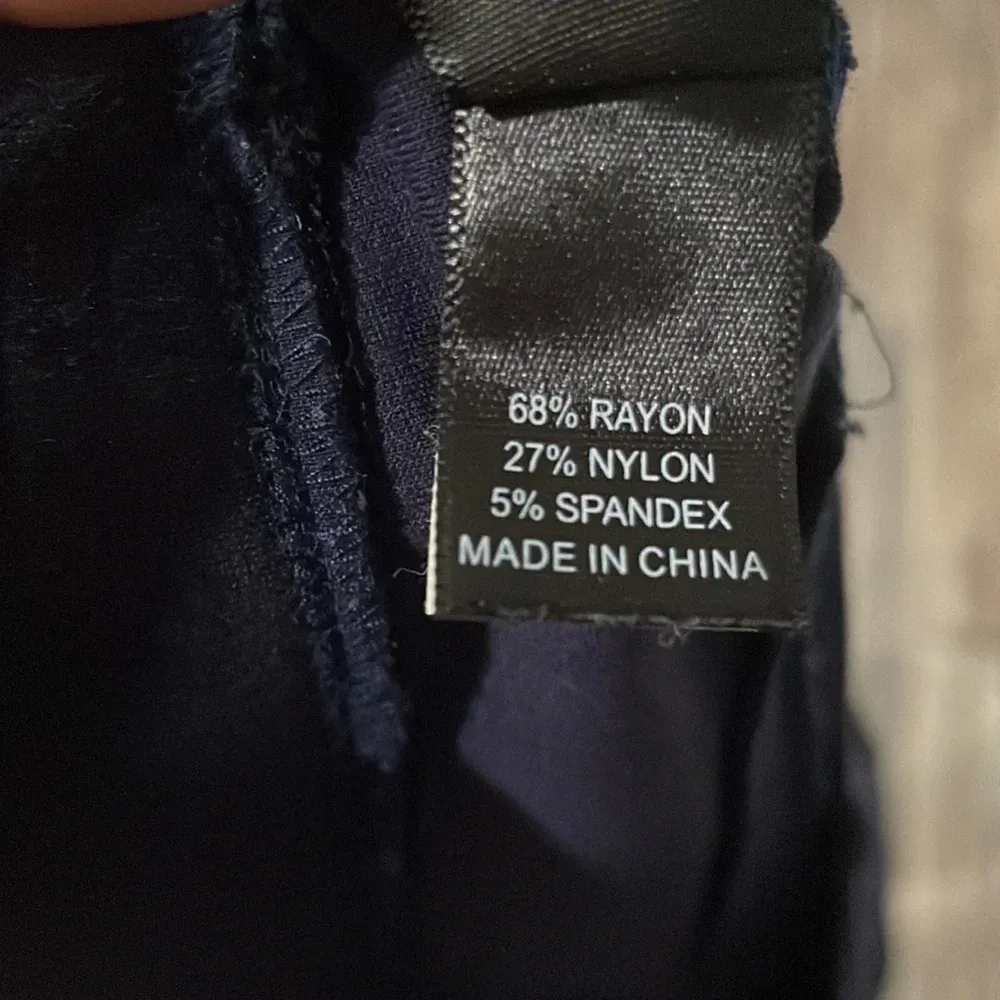 68% RAYON
27% NYLON
5% SPANDEX
MADE IN CHINA